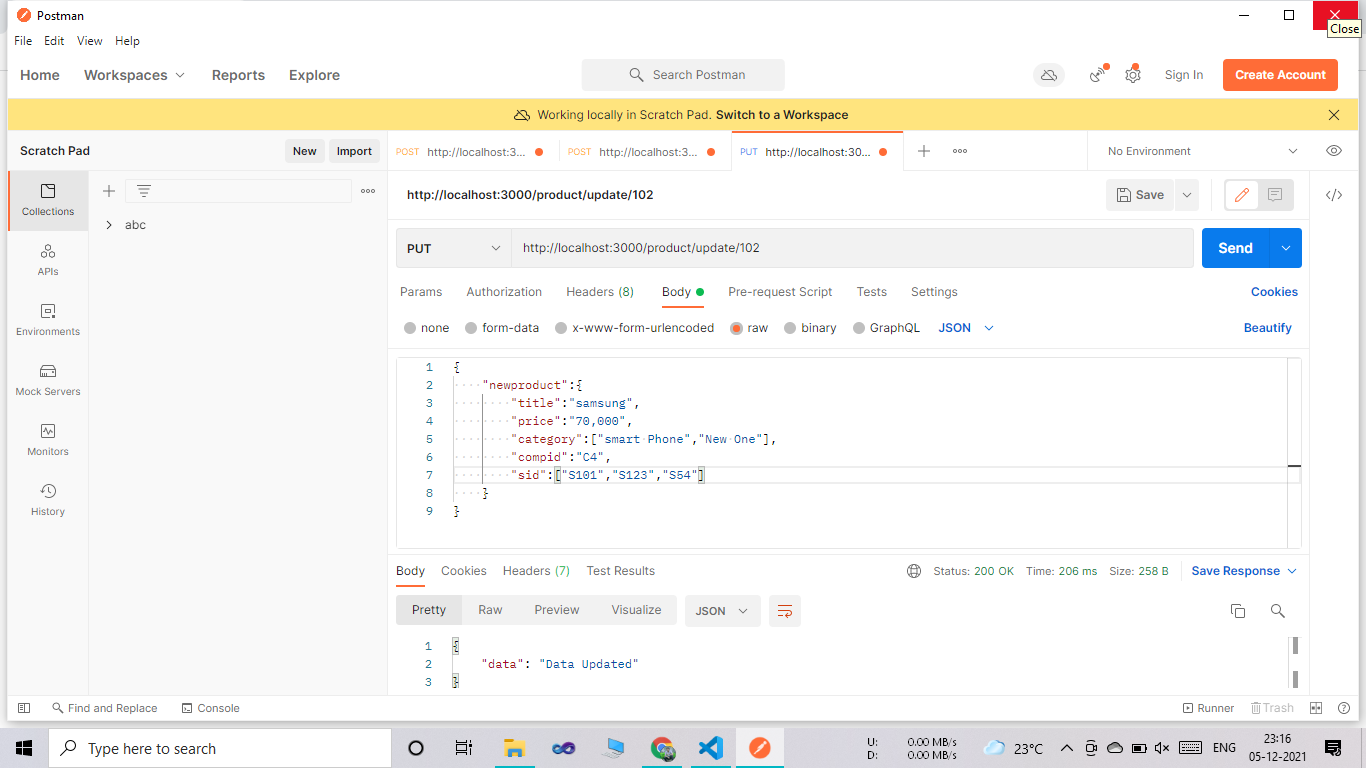 Postman
Close
File Edit View Help
Home Workspaces Reports Explore Search Postman Sign In Create Account
Working locally in Scratch Pad. Switch to a Workspace
Scratch Pad New Import POST http://localhost:3... POST http://localhost:3... PUT http://localhost:30... No Environment
http://localhost:3000/product/update/102 Save
Collections
abc
PUT http://localhost:3000/product/update/102 Send
APIs
Params Authorization Headers (8) Body Pre-request Script Tests Settings Cookies
Environments
none form-data x-www-form-urlencoded raw binary GraphQL JSON Beautify
Mock Servers
Monitors
History
1 {
2 "newproduct":{
3 "title":"samsung",
4 "price":"70,000",
5 "category":["smart Phone","New One"],
6 "compid":"C4",
7 "sid":["S101","S123","S54"]
8 }
9 }
Body Cookies Headers (7) Test Results Status: 200 OK Time: 206 ms Size: 258 B Save Response
Pretty Raw Preview Visualize JSON
1 {
2 "data": "Data Updated"
3 }
Find and Replace Console Runner Trash
Type here to search
U: 0.00 MB/s
D: 0.00 MB/s
23°C ENG
23:16
05-12-2021